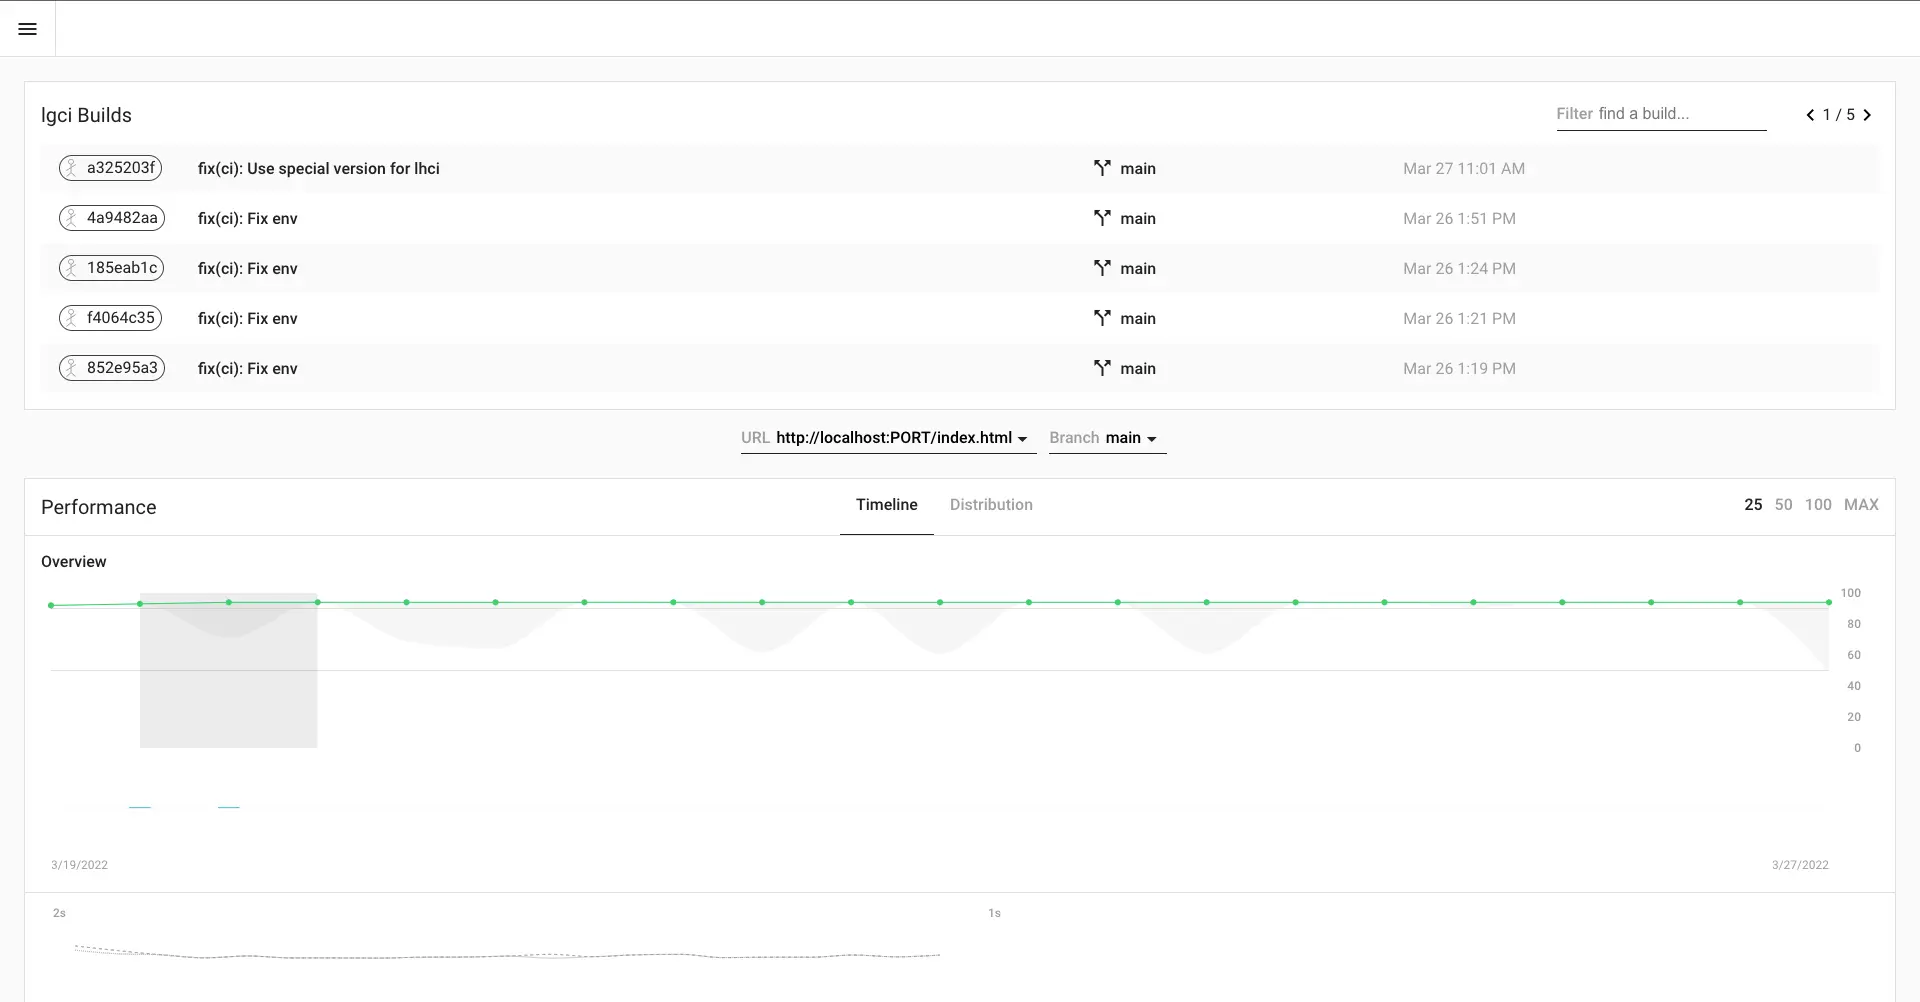 lgci Builds
Filter find a build...
1 / 5
a325203f fix(ci): Use special version for lhci main Mar 27 11:01 AM
4a9482aa fix(ci): Fix env main Mar 26 1:51 PM
185eab1c fix(ci): Fix env main Mar 26 1:24 PM
f4064c35 fix(ci): Fix env main Mar 26 1:21 PM
852e95a3 fix(ci): Fix env main Mar 26 1:19 PM
URL http://localhost:PORT/index.html Branch main
Performance Timeline Distribution 25 50 100 MAX
Overview
100
80
60
40
20
0
3/19/2022 3/27/2022
2s 1s